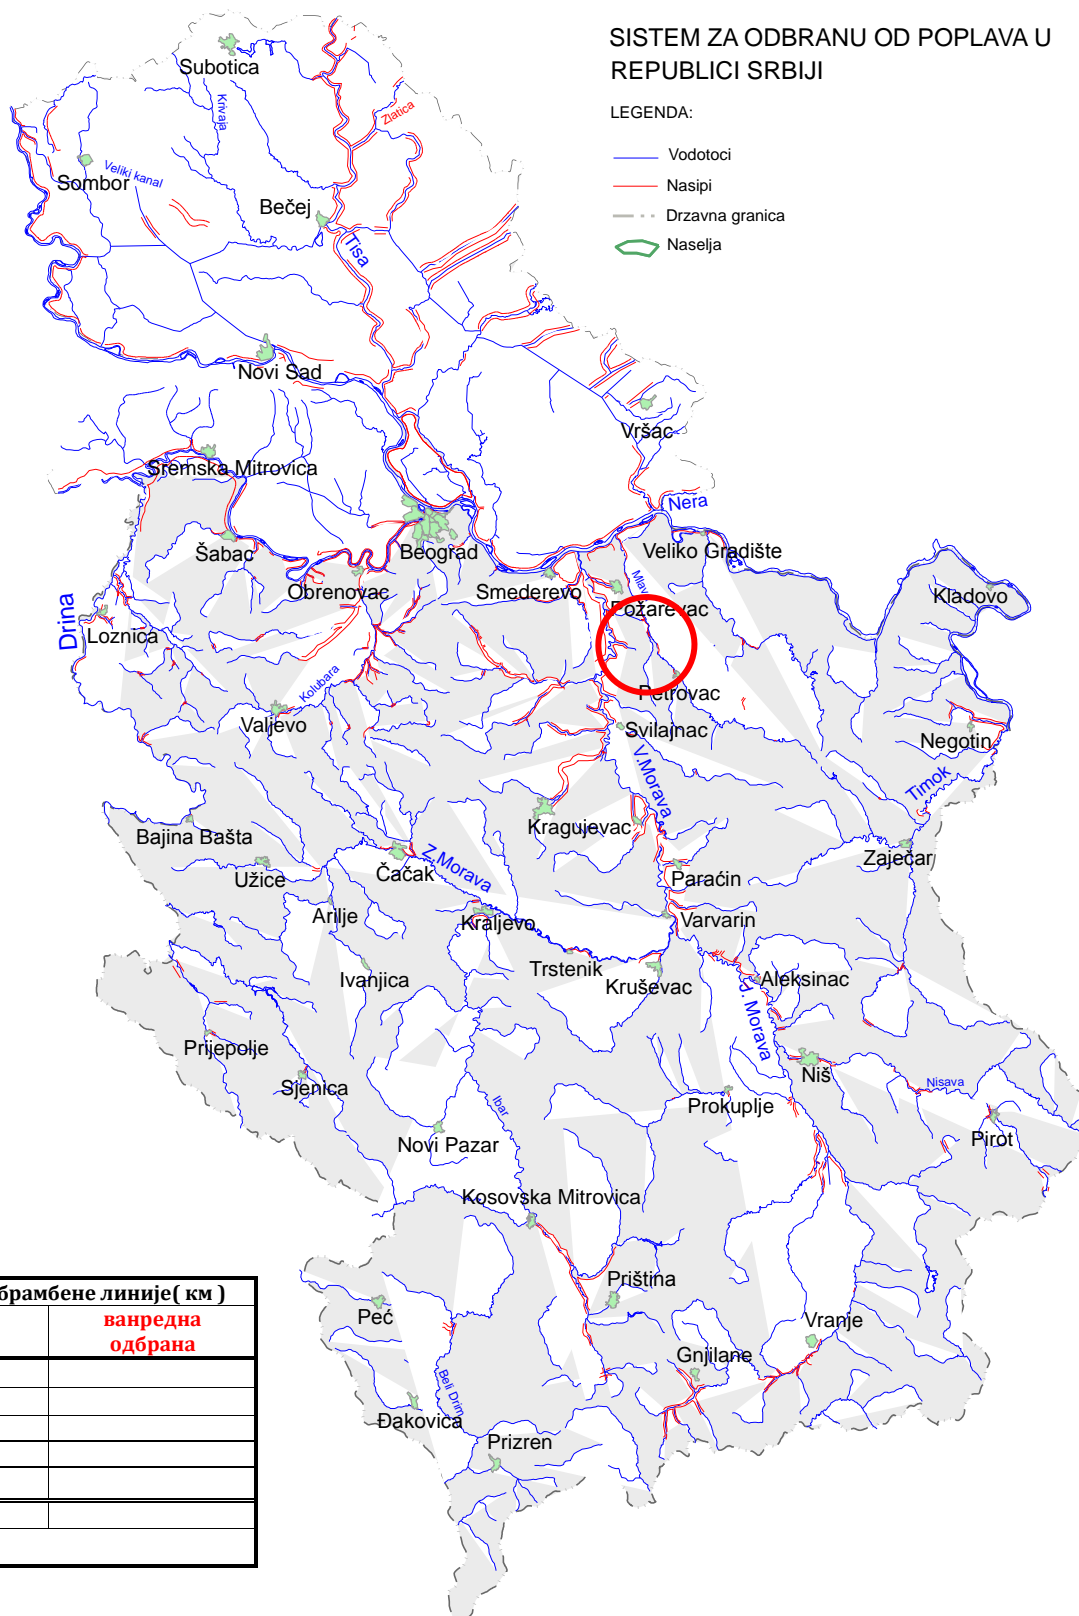 SISTEM ZA ODBRANU OD POPLAVA U
REPUBLICI SRBIJI
LEGENDA:
Vodotoci
Nasipi
Drzavna granica
Naselja
Subotica
Krivaja
Zlatica
Sombor
Veliki kanal
Bečej
Tisa
Novi Sad
Vršac
Sremska Mitrovica
Nera
Šabac
Beograd
Veliko Gradište
Obrenovac
Smederevo
Mlav
Požarevac
Kladovo
Drina
Loznica
Kolubara
Petrovac
Valjevo
Svilajnac
Negotin
V.Morava
Timok
Bajina Bašta
Kragujevac
Zaječar
Užice
Čačak
Z.Morava
Paraćin
Arilje
Kraljevo
Varvarin
Ivanjica
Trstenik
Kruševac
Aleksinac
J. Morava
Prijepolje
Sjenica
Niš
Nisava
Ibar
Prokuplje
Novi Pazar
Pirot
Kosovska Mitrovica
Priština
Peć
Vranje
Gnjilane
Beli Drim
Đakovica
Prizren
брамбене линије( км )
ванредна
одбрана